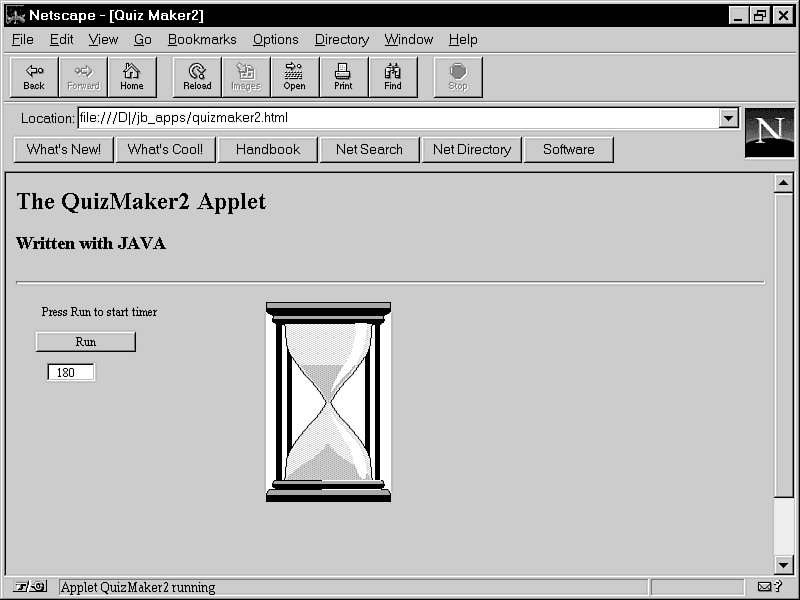 Netscape - [Quiz Maker2]
File Edit View Go Bookmarks Options Directory Window Help
Back Forward Home Reload Images Open Print Find Stop
Location: file:///D|/jb_apps/quizmaker2.html
N
What's New! What's Cool! Handbook Net Search Net Directory Software
The QuizMaker2 Applet
Written with JAVA
Press Run to start timer
Run
180
Applet QuizMaker2 running
?